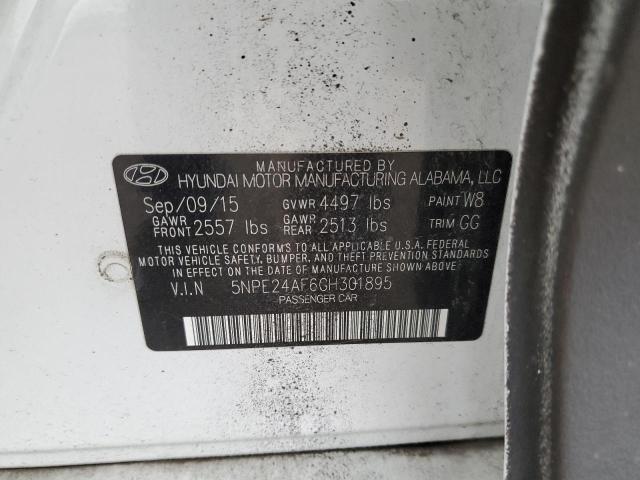 MANUFACTURED BY
HYUNDAI MOTOR MANUFACTURING ALABAMA, LLC
Sep/09/15 GVWR 4497 lbs PAINT W8
GAWR FRONT 2557 lbs GAWR REAR 2513 lbs TRIM GG
THIS VEHICLE CONFORMS TO ALL APPLICABLE U.S.A. FEDERAL
MOTOR VEHICLE SAFETY, BUMPER, AND THEFT PREVENTION
STANDARDS IN EFFECT ON THE DATE OF MANUFACTURE SHOWN ABOVE.
V.I.N 5NPE24AF6GH301895
PASSENGER CAR